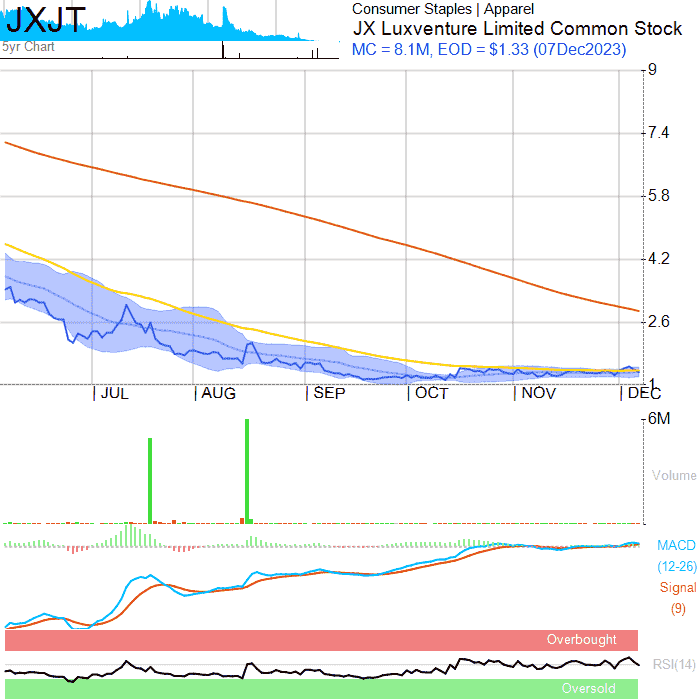 JXJT
5yr Chart
Consumer Staples | Apparel
JX Luxventure Limited Common Stock
MC = 8.1M, EOD = $1.33 (07Dec2023)
9
7.4
5.8
4.2
2.6
1
JUL
AUG
SEP
OCT
NOV
DEC
6M
Volume
MACD
(12-26)
Signal
(9)
Overbought
RSI(14)
Oversold